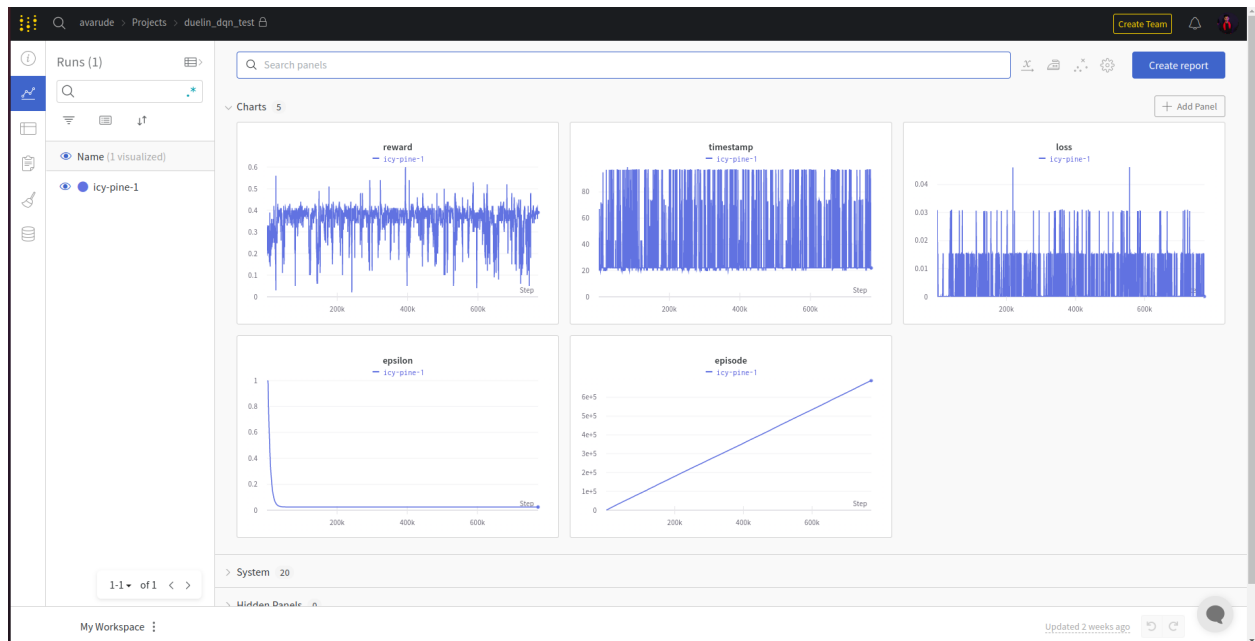 avarude > Projects > duelin_dqn_test
Create Team
Runs (1)
Search panels
Create report
.*
Charts 5
+ Add Panel
Name (1 visualized)
icy-pine-1
reward
icy-pine-1
0.6
0.5
0.4
0.3
0.2
0.1
0
Step
200k 400k 600k
timestamp
icy-pine-1
80
60
40
20
0
Step
200k 400k 600k
loss
icy-pine-1
0.04
0.03
0.02
0.01
0
200k 400k 600k
epsilon
icy-pine-1
1
0.8
0.6
0.4
0.2
0
Step
200k 400k 600k
episode
icy-pine-1
6e+5
5e+5
4e+5
3e+5
2e+5
1e+5
0
Step
200k 400k 600k
System 20
1-1 of 1 < >
Hidden Panels 0
My Workspace
Updated 2 weeks ago